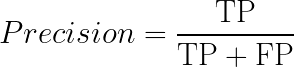 Precision = TP / (TP + FP)